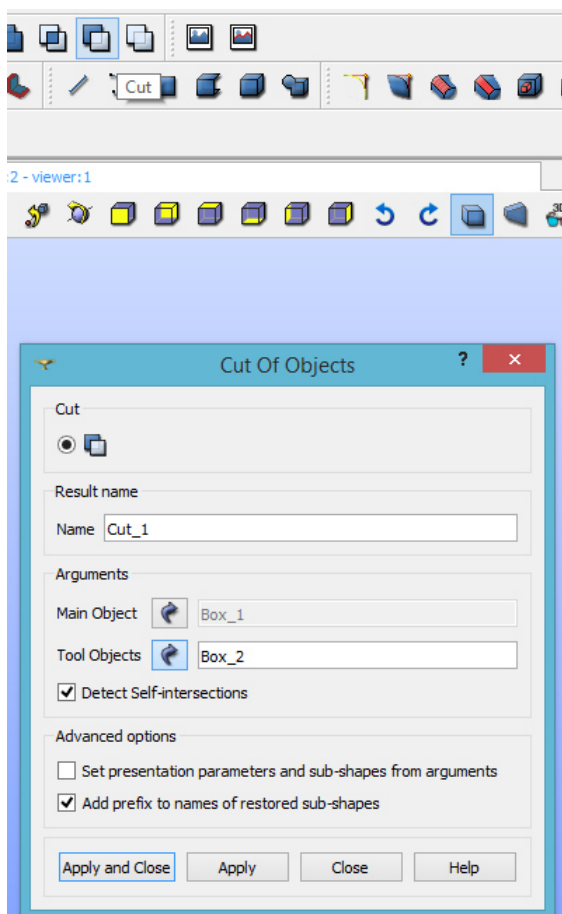 Cut
:2 - viewer:1
3D
Cut Of Objects
?
Cut
Result name
Name Cut_1
Arguments
Main Object Box_1
Tool Objects Box_2
Detect Self-intersections
Advanced options
Set presentation parameters and sub-shapes from arguments
Add prefix to names of restored sub-shapes
Apply and Close Apply Close Help